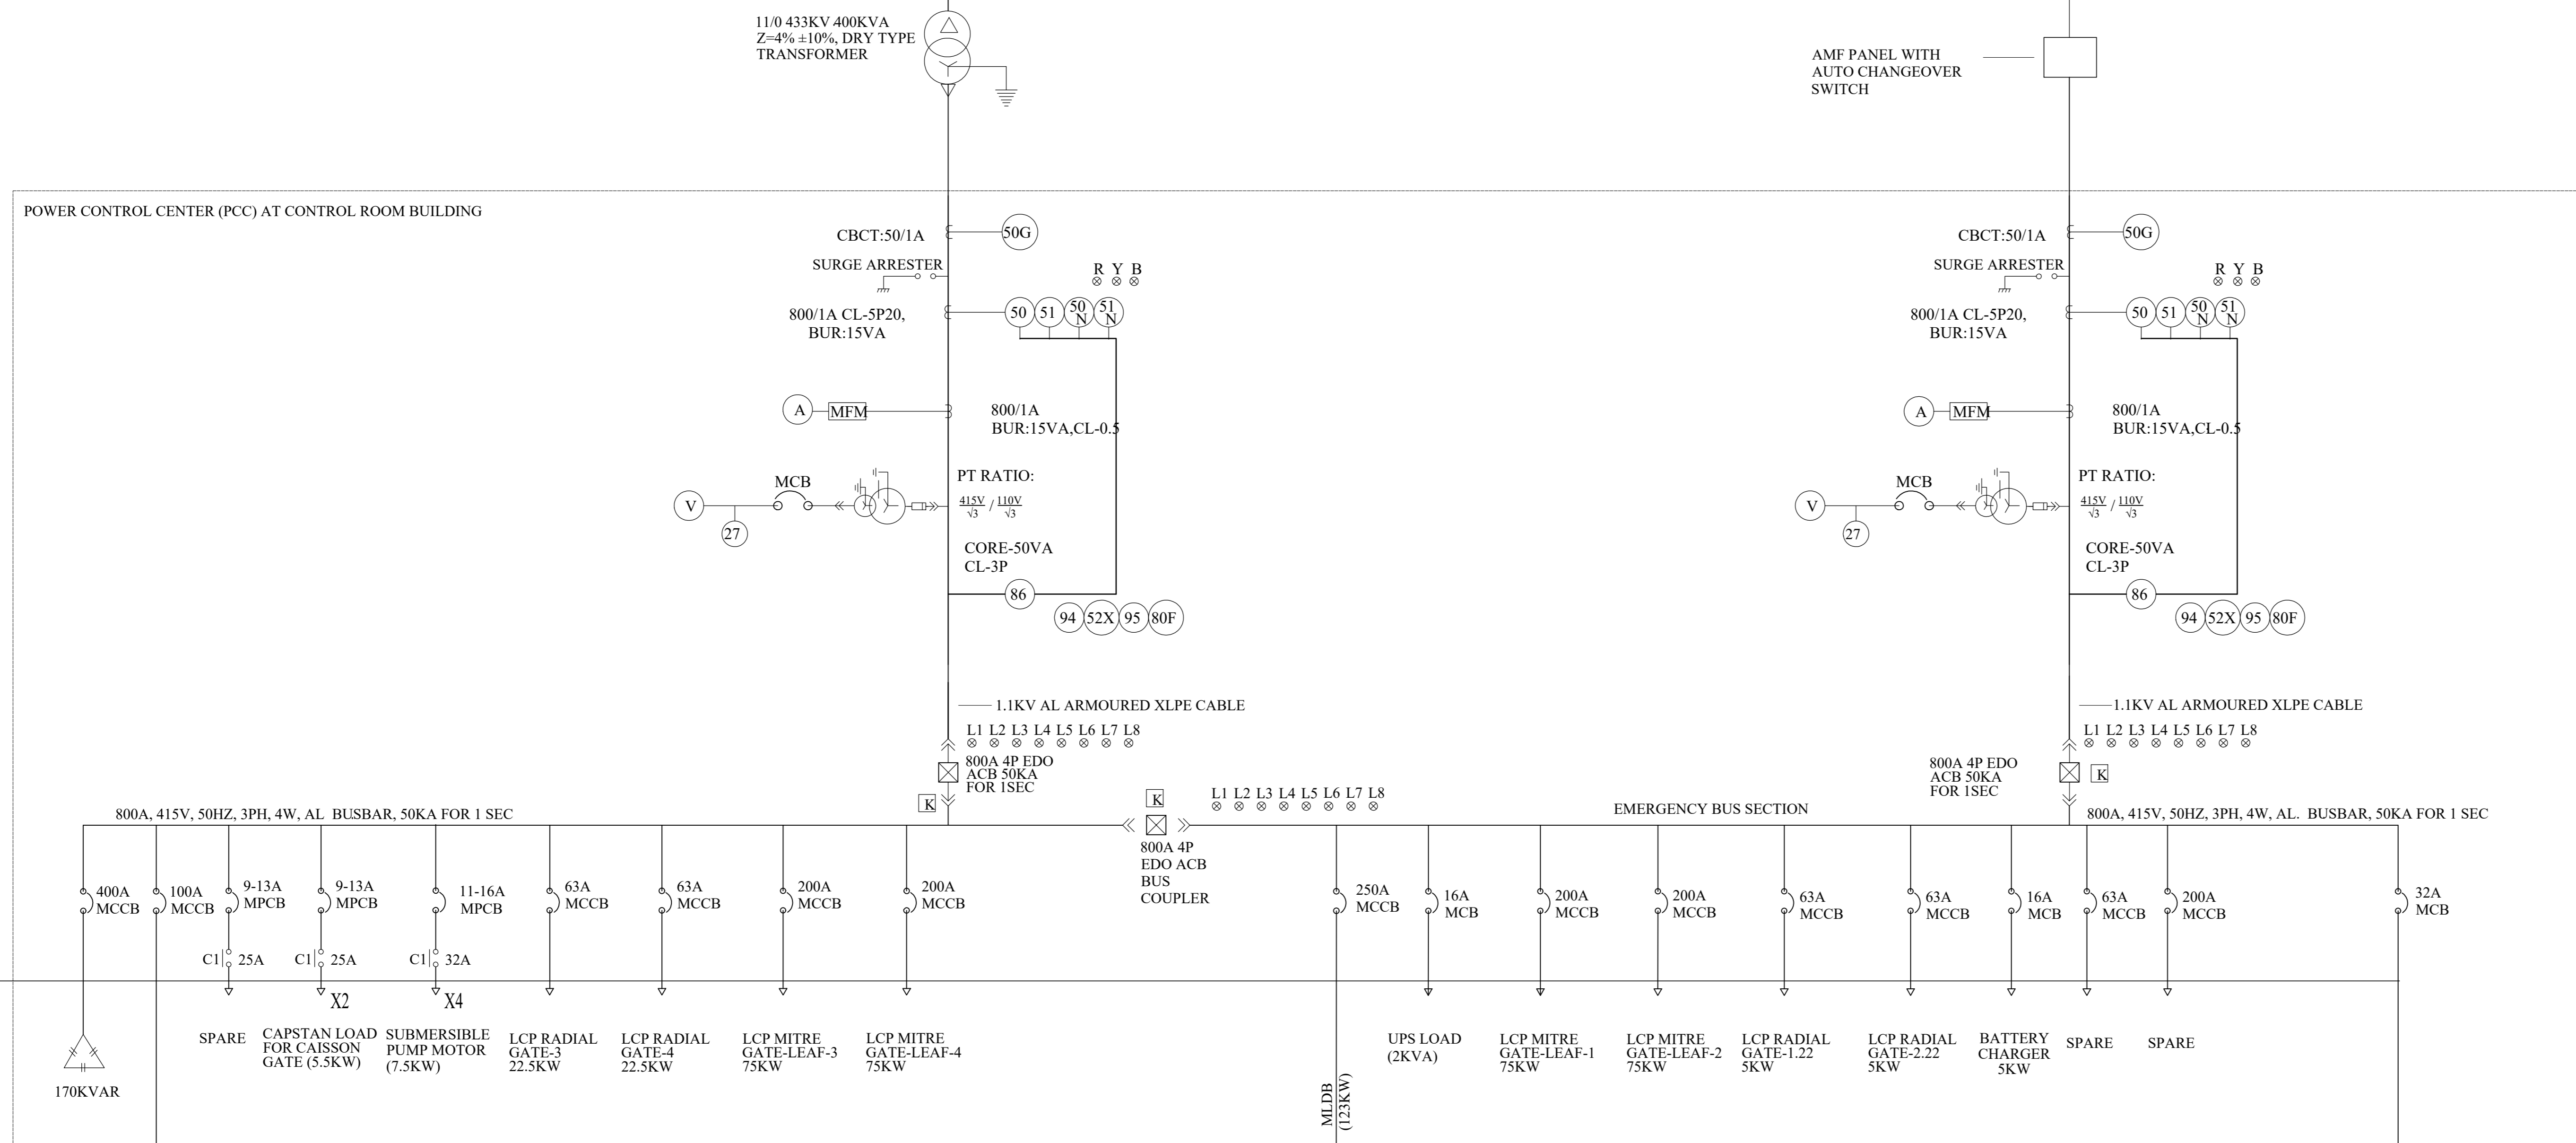 11/0 433KV 400KVA
Z=4% ±10%, DRY TYPE
TRANSFORMER
AMF PANEL WITH
AUTO CHANGEOVER
SWITCH
POWER CONTROL CENTER (PCC) AT CONTROL ROOM BUILDING
CBCT:50/1A
50G
SURGE ARRESTER
R Y B
800/1A CL-5P20,
BUR:15VA
50 51 50N 51N
A MFM
800/1A
BUR:15VA,CL-0.5
PT RATIO:
415V/√3 / 110V/√3
MCB
V
27
CORE-50VA
CL-3P
86
94 52X 95 80F
1.1KV AL ARMOURED XLPE CABLE
L1 L2 L3 L4 L5 L6 L7 L8
800A 4P EDO
ACB 50KA
FOR 1SEC
K
CBCT:50/1A
50G
SURGE ARRESTER
R Y B
800/1A CL-5P20,
BUR:15VA
50 51 50N 51N
A MFM
800/1A
BUR:15VA,CL-0.5
PT RATIO:
415V/√3 / 110V/√3
MCB
V
27
CORE-50VA
CL-3P
86
94 52X 95 80F
1.1KV AL ARMOURED XLPE CABLE
L1 L2 L3 L4 L5 L6 L7 L8
800A 4P EDO
ACB 50KA
FOR 1SEC
K
800A, 415V, 50HZ, 3PH, 4W, AL BUSBAR, 50KA FOR 1 SEC
K
L1 L2 L3 L4 L5 L6 L7 L8
800A 4P
EDO ACB
BUS
COUPLER
EMERGENCY BUS SECTION
800A, 415V, 50HZ, 3PH, 4W, AL. BUSBAR, 50KA FOR 1 SEC
400A
MCCB
100A
MCCB
9-13A
MPCB
9-13A
MPCB
11-16A
MPCB
63A
MCCB
63A
MCCB
200A
MCCB
200A
MCCB
250A
MCCB
16A
MCB
200A
MCCB
200A
MCCB
63A
MCCB
63A
MCCB
16A
MCB
63A
MCCB
200A
MCCB
32A
MCB
C1 25A
C1 25A
C1 32A
X2
X4
170KVAR
SPARE
CAPSTAN LOAD
FOR CAISSON
GATE (5.5KW)
SUBMERSIBLE
PUMP MOTOR
(7.5KW)
LCP RADIAL
GATE-3
22.5KW
LCP RADIAL
GATE-4
22.5KW
LCP MITRE
GATE-LEAF-3
75KW
LCP MITRE
GATE-LEAF-4
75KW
MLDB
(123KW)
UPS LOAD
(2KVA)
LCP MITRE
GATE-LEAF-1
75KW
LCP MITRE
GATE-LEAF-2
75KW
LCP RADIAL
GATE-1.22
5KW
LCP RADIAL
GATE-2.22
5KW
BATTERY
CHARGER
5KW
SPARE
SPARE